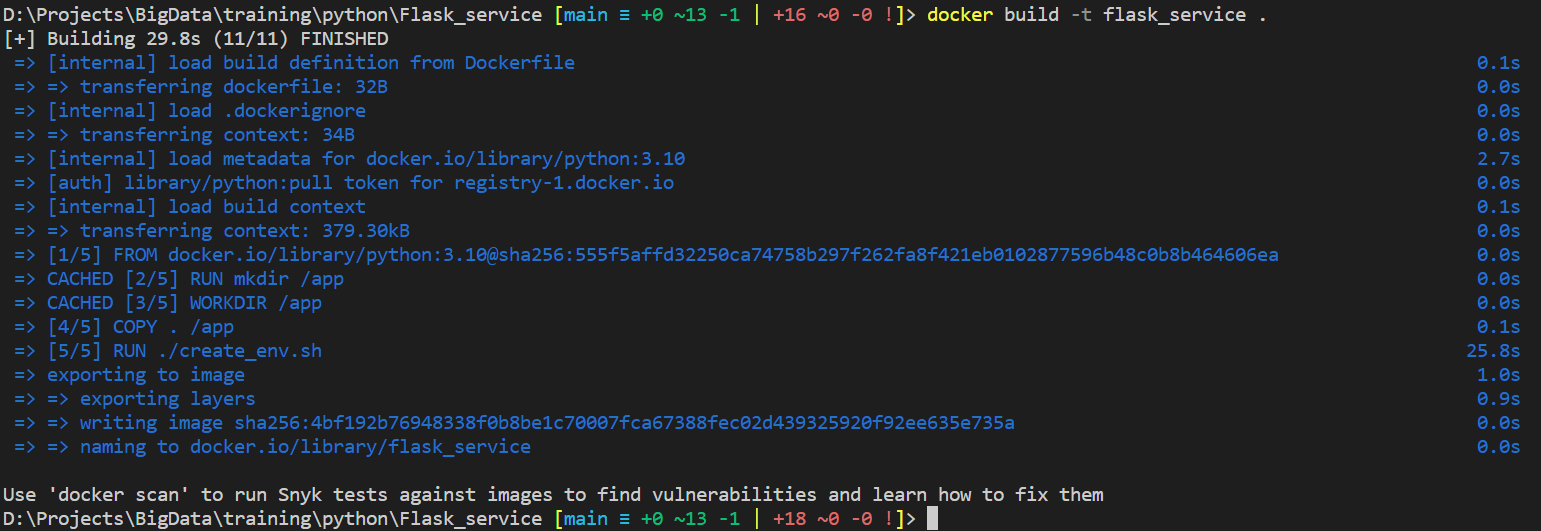 D:\Projects\BigData\training\python\Flask_service [main ≡ +0 ~13 -1 | +16 ~0 -0 !]> docker build -t flask_service .
[+] Building 29.8s (11/11) FINISHED
=> [internal] load build definition from Dockerfile 0.1s
=> => transferring dockerfile: 32B 0.0s
=> [internal] load .dockerignore 0.0s
=> => transferring context: 34B 0.0s
=> [internal] load metadata for docker.io/library/python:3.10 2.7s
=> [auth] library/python:pull token for registry-1.docker.io 0.0s
=> [internal] load build context 0.1s
=> => transferring context: 379.30kB 0.0s
=> [1/5] FROM docker.io/library/python:3.10@sha256:555f5affd32250ca74758b297f262fa8f421eb0102877596b48c0b8b464606ea 0.0s
=> CACHED [2/5] RUN mkdir /app 0.0s
=> CACHED [3/5] WORKDIR /app 0.0s
=> [4/5] COPY . /app 0.1s
=> [5/5] RUN ./create_env.sh 25.8s
=> exporting to image 1.0s
=> => exporting layers 0.9s
=> => writing image sha256:4bf192b76948338f0b8be1c70007fca67388fec02d439325920f92ee635e735a 0.0s
=> => naming to docker.io/library/flask_service 0.0s
Use 'docker scan' to run Snyk tests against images to find vulnerabilities and learn how to fix them
D:\Projects\BigData\training\python\Flask_service [main ≡ +0 ~13 -1 | +18 ~0 -0 !]>